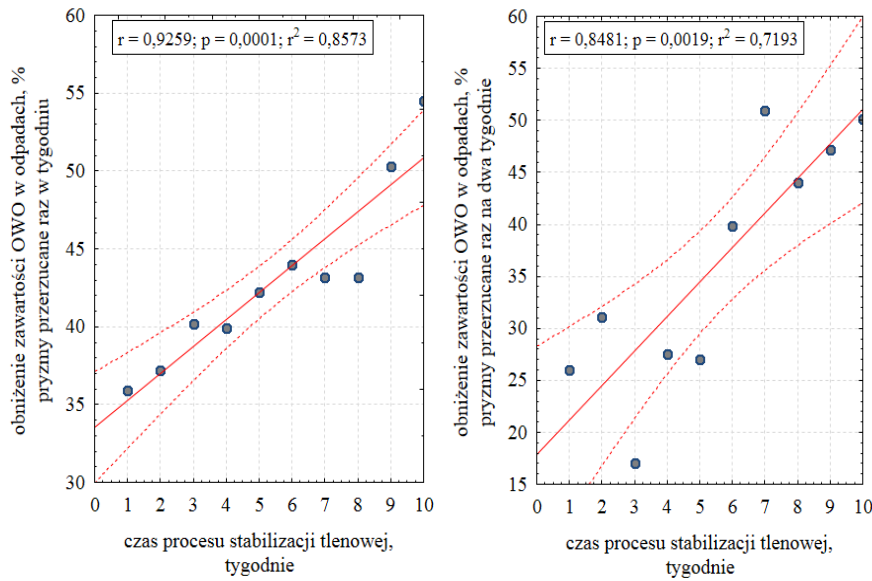 r = 0,9259; p = 0,0001; r² = 0,8573
obniżenie zawartości OWO w odpadach, %
pryzmy przerzucane raz w tygodniu
60
55
50
45
40
35
30
0 1 2 3 4 5 6 7 8 9 10
czas procesu stabilizacji tlenowej,
tygodnie
r = 0,8481; p = 0,0019; r² = 0,7193
obniżenie zawartości OWO w odpadach, %
pryzmy przerzucane raz na dwa tygodnie
60
55
50
45
40
35
30
25
20
15
0 1 2 3 4 5 6 7 8 9 10
czas procesu stabilizacji tlenowej,
tygodnie